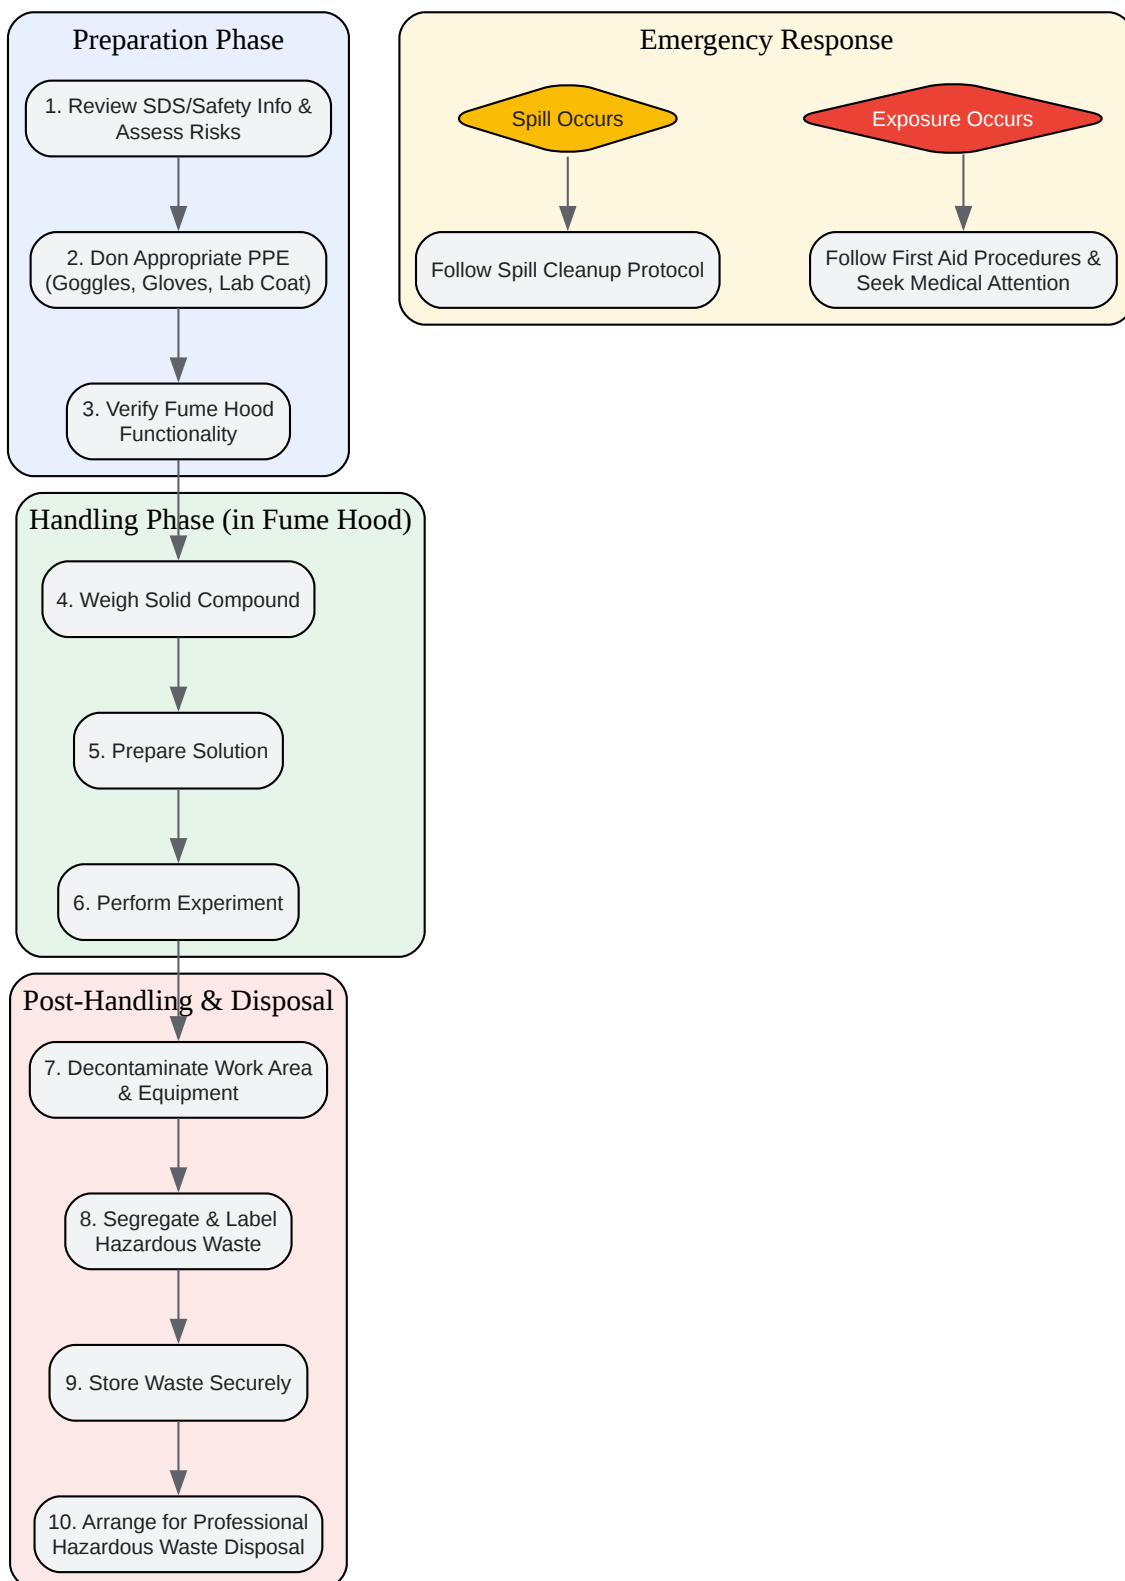 Preparation Phase
1. Review SDS/Safety Info &
Assess Risks
2. Don Appropriate PPE
(Goggles, Gloves, Lab Coat)
3. Verify Fume Hood
Functionality
Emergency Response
Spill Occurs
Follow Spill Cleanup Protocol
Exposure Occurs
Follow First Aid Procedures &
Seek Medical Attention
Handling Phase (in Fume Hood)
4. Weigh Solid Compound
5. Prepare Solution
6. Perform Experiment
Post-Handling & Disposal
7. Decontaminate Work Area
& Equipment
8. Segregate & Label
Hazardous Waste
9. Store Waste Securely
10. Arrange for Professional
Hazardous Waste Disposal